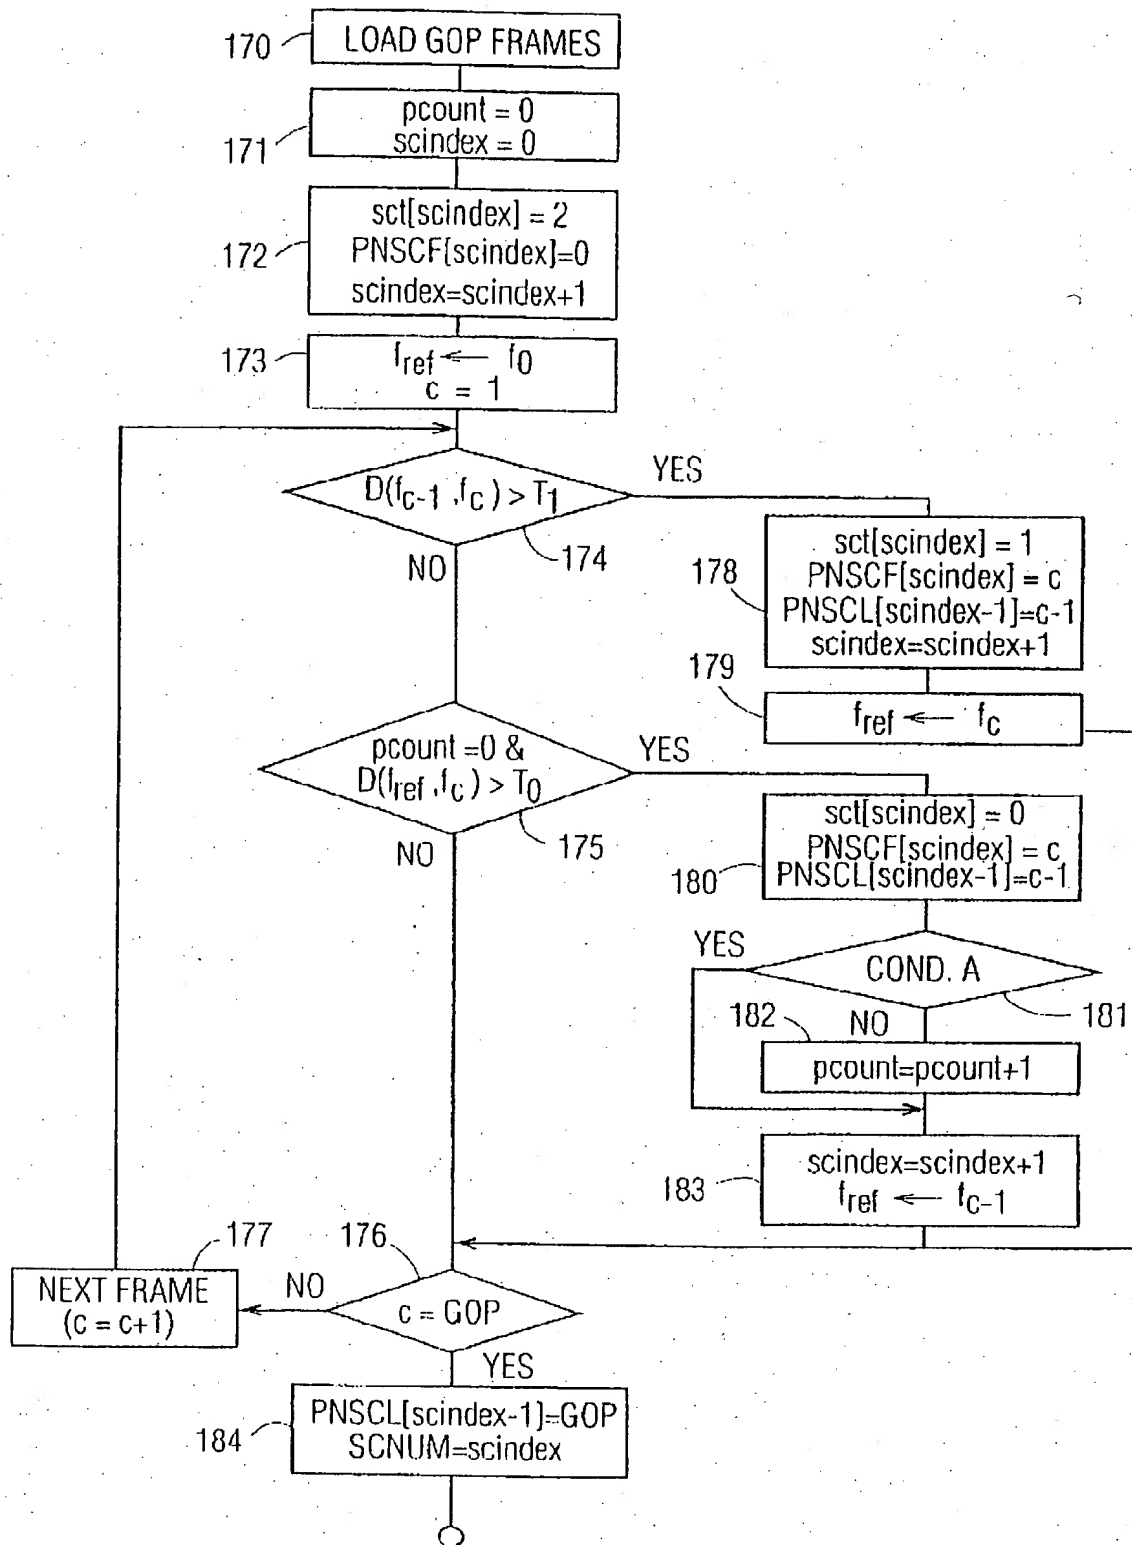 170
LOAD GOP FRAMES
171
pcount = 0
scindex = 0
172
sct[scindex] = 2
PNSCF[scindex]=0
scindex=scindex+1
173
fref ← f0
c = 1
D(fc-1 ,fc) > T1
YES
174
NO
178
sct[scindex] = 1
PNSCF[scindex] = c
PNSCL[scindex-1]=c-1
scindex=scindex+1
179
fref ← fc
pcount =0 &
D(fref ,fc) > T0
YES
175
NO
180
sct[scindex] = 0
PNSCF[scindex] = c
PNSCL[scindex-1]=c-1
YES
COND. A
181
182
NO
pcount=pcount+1
183
scindex=scindex+1
fref ← fc-1
177
176
NEXT FRAME
(c = c+1)
NO
c = GOP
YES
184
PNSCL[scindex-1]=GOP
SCNUM=scindex